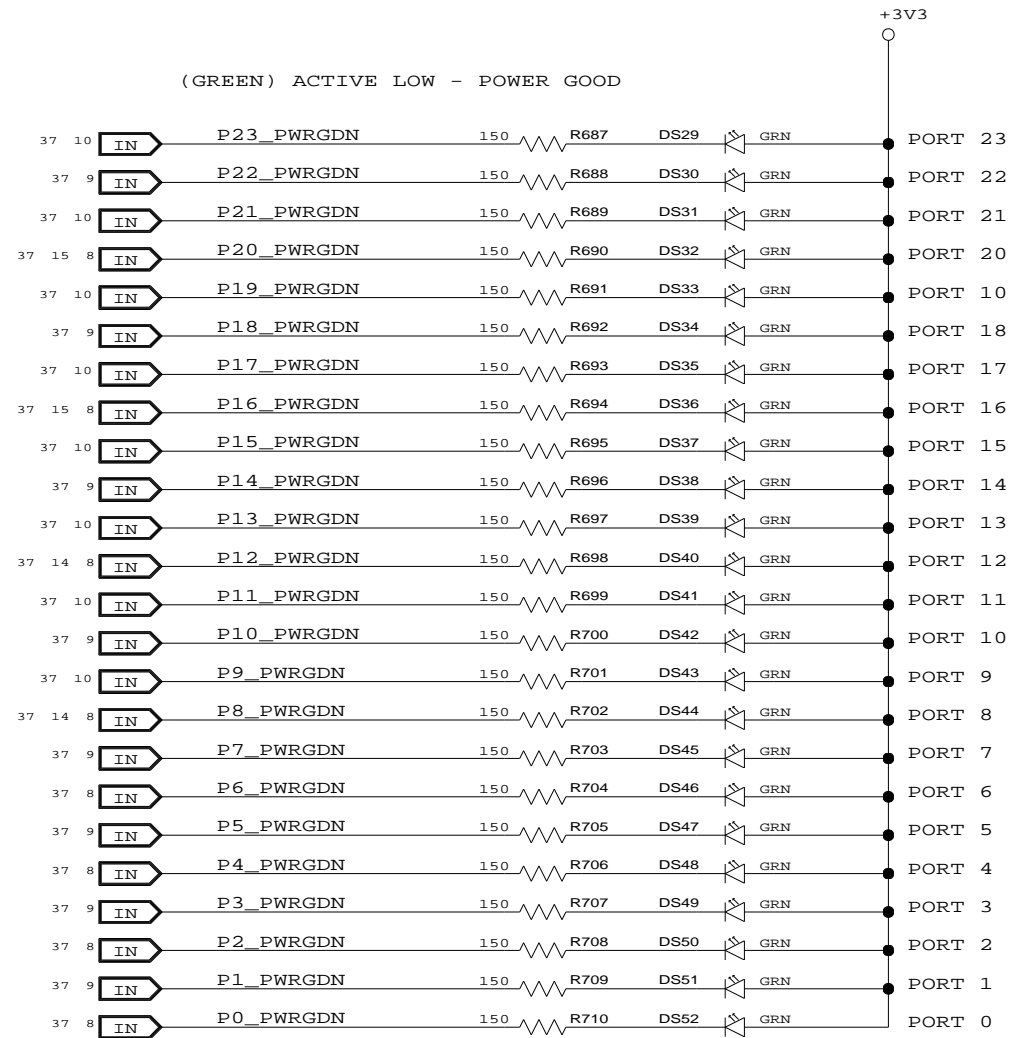 +3V3
(GREEN) ACTIVE LOW - POWER GOOD
37 10 IN P23_PWRGDN 150 R687 DS29 GRN PORT 23
37 9 IN P22_PWRGDN 150 R688 DS30 GRN PORT 22
37 10 IN P21_PWRGDN 150 R689 DS31 GRN PORT 21
37 15 8 IN P20_PWRGDN 150 R690 DS32 GRN PORT 20
37 10 IN P19_PWRGDN 150 R691 DS33 GRN PORT 10
37 9 IN P18_PWRGDN 150 R692 DS34 GRN PORT 18
37 10 IN P17_PWRGDN 150 R693 DS35 GRN PORT 17
37 15 8 IN P16_PWRGDN 150 R694 DS36 GRN PORT 16
37 10 IN P15_PWRGDN 150 R695 DS37 GRN PORT 15
37 9 IN P14_PWRGDN 150 R696 DS38 GRN PORT 14
37 10 IN P13_PWRGDN 150 R697 DS39 GRN PORT 13
37 14 8 IN P12_PWRGDN 150 R698 DS40 GRN PORT 12
37 10 IN P11_PWRGDN 150 R699 DS41 GRN PORT 11
37 9 IN P10_PWRGDN 150 R700 DS42 GRN PORT 10
37 10 IN P9_PWRGDN 150 R701 DS43 GRN PORT 9
37 14 8 IN P8_PWRGDN 150 R702 DS44 GRN PORT 8
37 9 IN P7_PWRGDN 150 R703 DS45 GRN PORT 7
37 8 IN P6_PWRGDN 150 R704 DS46 GRN PORT 6
37 9 IN P5_PWRGDN 150 R705 DS47 GRN PORT 5
37 8 IN P4_PWRGDN 150 R706 DS48 GRN PORT 4
37 9 IN P3_PWRGDN 150 R707 DS49 GRN PORT 3
37 8 IN P2_PWRGDN 150 R708 DS50 GRN PORT 2
37 9 IN P1_PWRGDN 150 R709 DS51 GRN PORT 1
37 8 IN P0_PWRGDN 150 R710 DS52 GRN PORT 0